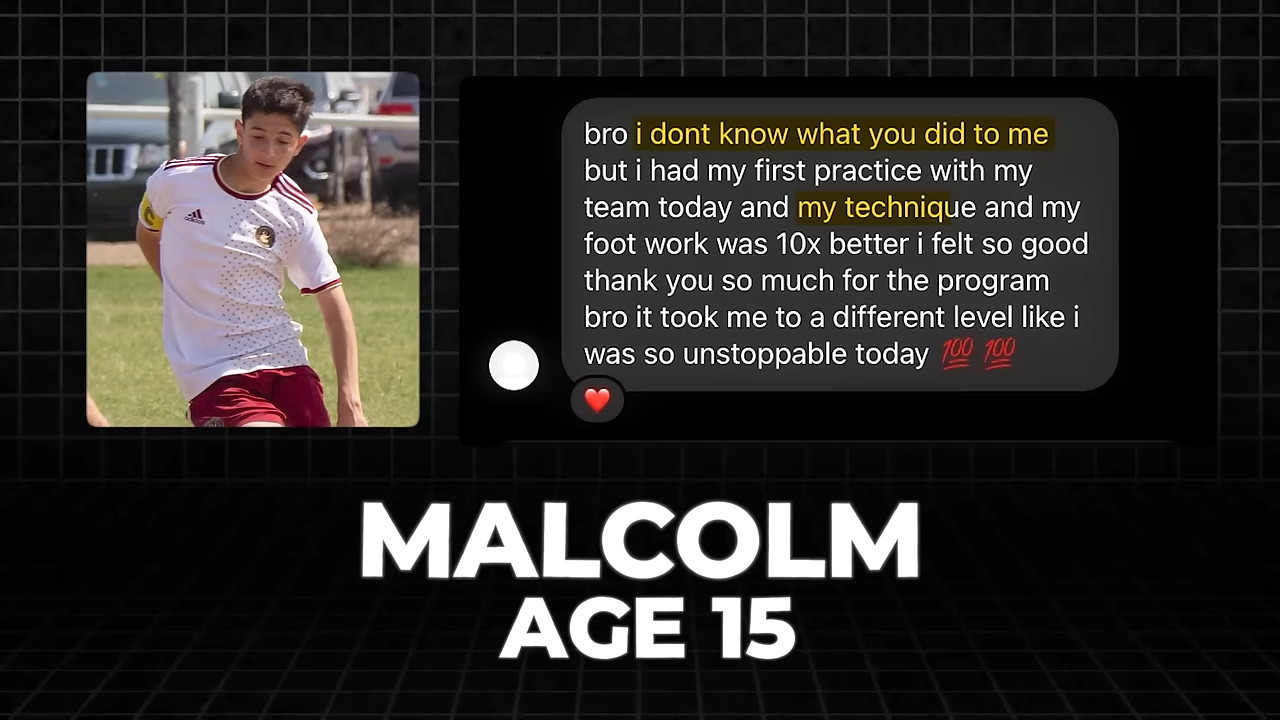 adidas
bro i dont know what you did to me
but i had my first practice with my
team today and my technique and my
foot work was 10x better i felt so good
thank you so much for the program
bro it took me to a different level like i
was so unstoppable today 💯 💯
MALCOLM
AGE 15